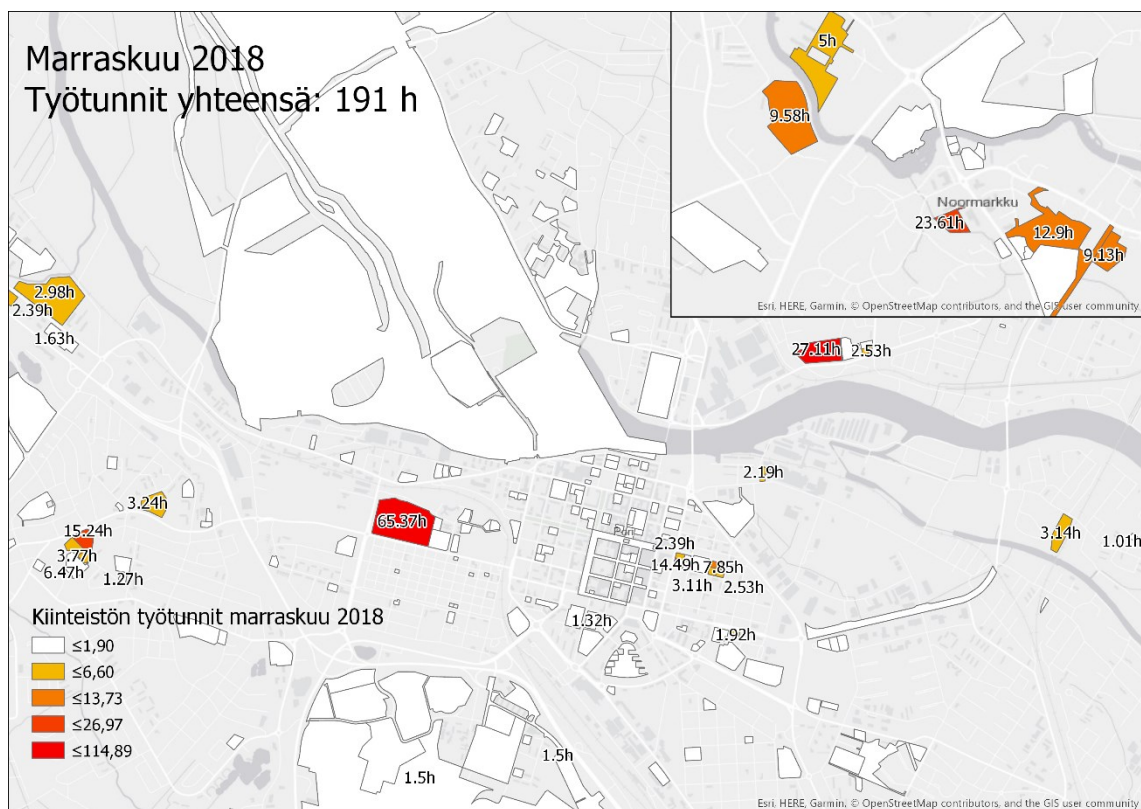 Marraskuu 2018
Työtunnit yhteensä: 191 h
5h
9.58h
Noormarkku
23.61h
12.9h
9.13h
Esri, HERE, Garmin, © OpenStreetMap contributors, and the GIS user community.
2.98h
2.39h
1.63h
27.11h
2.53h
3.24h
15.24h
3.77h
6.47h
1.27h
65.37h
2.19h
Pori
2.39h
14.49h
7.85h
3.11h
2.53h
3.14h
1.01h
1.32h
1.92h
Kiinteistön työtunnit marraskuu 2018
≤1,90
≤6,60
≤13,73
≤26,97
≤114,89
1.5h
1.5h
Esri, HERE, Garmin, © OpenStreetMap contributors, and the GIS user community.